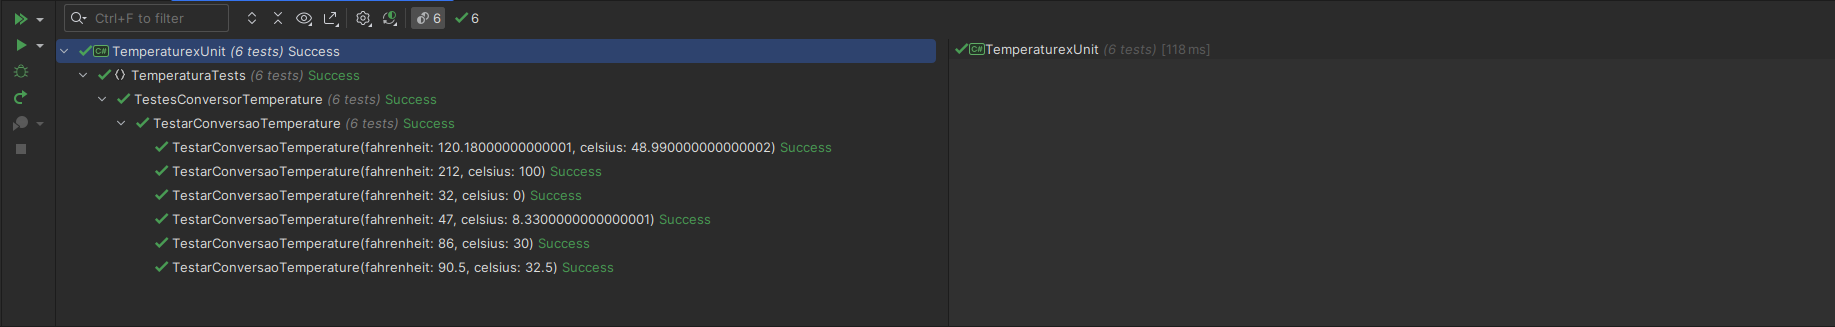 Ctrl+F to filter
6
6
C# TemperaturexUnit (6 tests) Success
TemperaturaTests (6 tests) Success
TestesConversorTemperature (6 tests) Success
TestarConversaoTemperature (6 tests) Success
TestarConversaoTemperature(fahrenheit: 120.18000000000001, celsius: 48.990000000000002) Success
TestarConversaoTemperature(fahrenheit: 212, celsius: 100) Success
TestarConversaoTemperature(fahrenheit: 32, celsius: 0) Success
TestarConversaoTemperature(fahrenheit: 47, celsius: 8.3300000000000001) Success
TestarConversaoTemperature(fahrenheit: 86, celsius: 30) Success
TestarConversaoTemperature(fahrenheit: 90.5, celsius: 32.5) Success
C# TemperaturexUnit (6 tests) [118 ms]